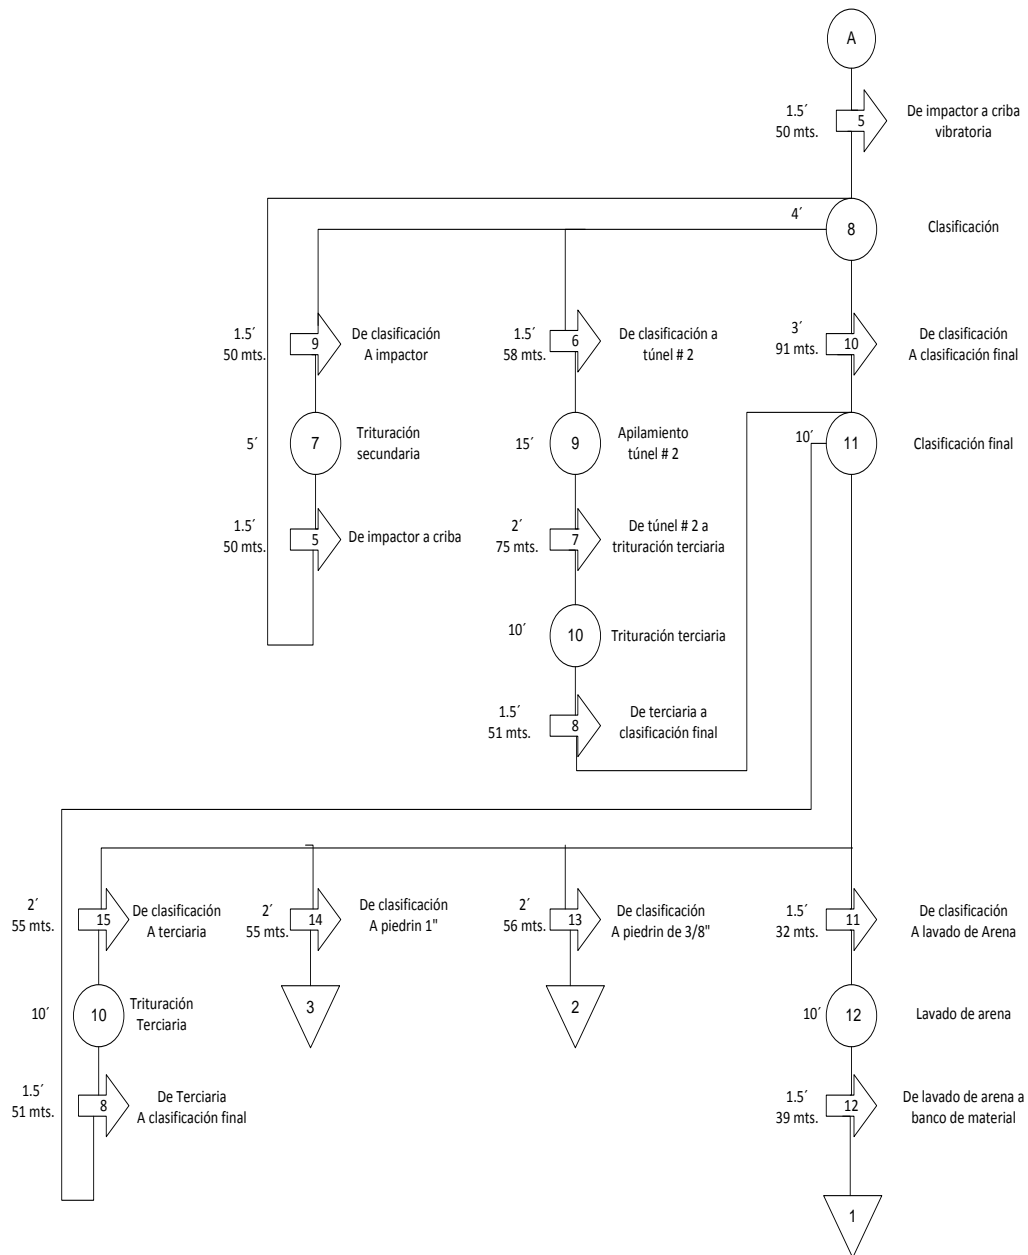 A
1.5´
50 mts.
5
De impactor a criba
vibratoria
4´
8
Clasificación
1.5´
50 mts.
9
De clasificación
A impactor
1.5´
58 mts.
6
De clasificación a
túnel # 2
3´
91 mts.
10
De clasificación
A clasificación final
5´
7
Trituración
secundaria
15´
9
Apilamiento
túnel # 2
10´
11
Clasificación final
1.5´
50 mts.
5
De impactor a criba
2´
75 mts.
7
De túnel # 2 a
trituración terciaria
10´
10
Trituración terciaria
1.5´
51 mts.
8
De terciaria a
clasificación final
2´
55 mts.
15
De clasificación
A terciaria
2´
55 mts.
14
De clasificación
A piedrin 1"
2´
56 mts.
13
De clasificación
A piedrin de 3/8"
1.5´
32 mts.
11
De clasificación
A lavado de Arena
10´
10
Trituración
Terciaria
3
2
10´
12
Lavado de arena
1.5´
51 mts.
8
De Terciaria
A clasificación final
1.5´
39 mts.
12
De lavado de arena a
banco de material
1